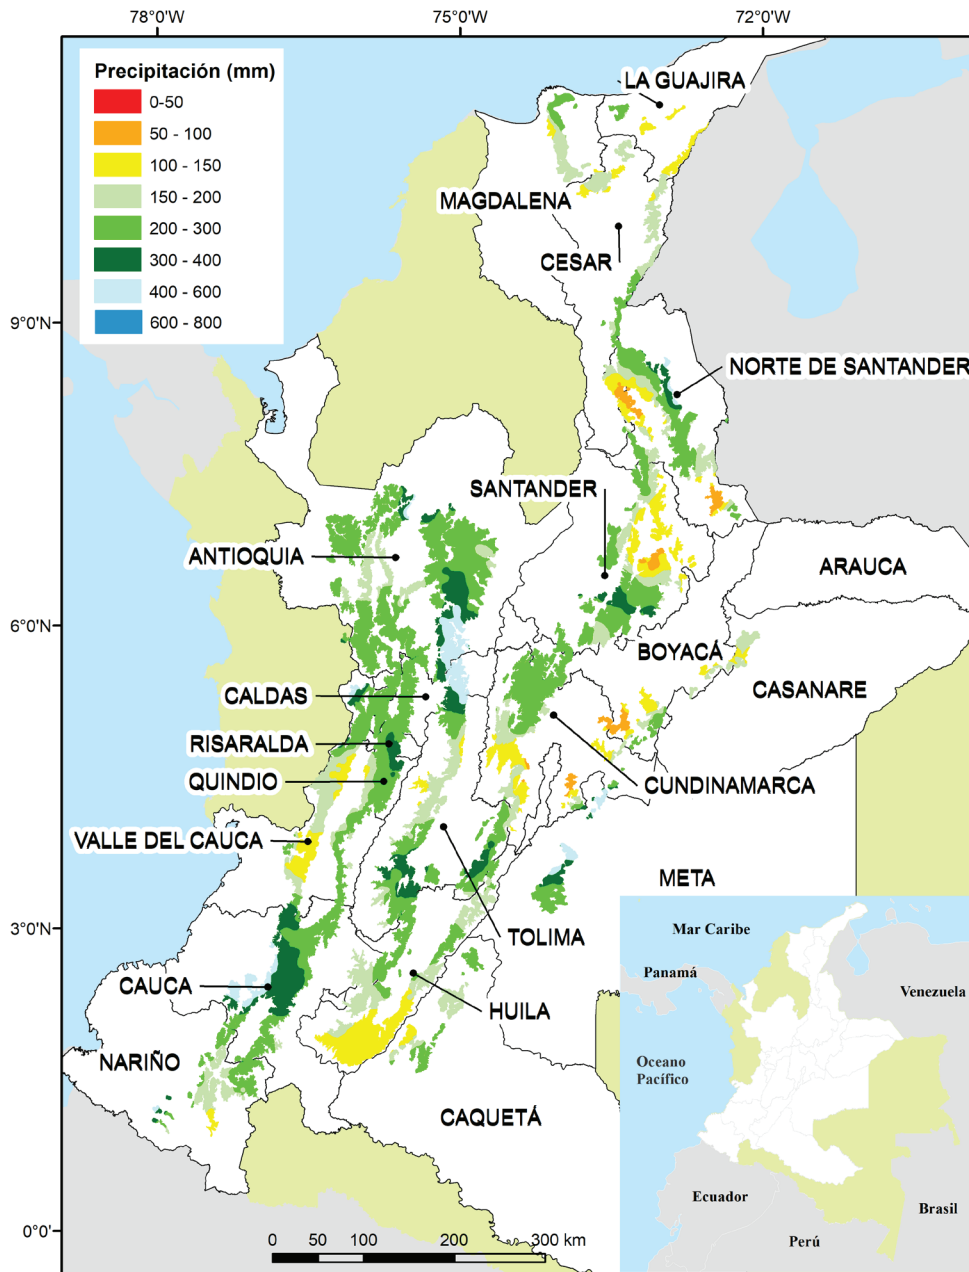 78°0'W
75°0'W
72°0'W
Precipitación (mm)
0-50
50 - 100
100 - 150
150 - 200
200 - 300
300 - 400
400 - 600
600 - 800
LA GUAJIRA
MAGDALENA
CESAR
9°0'N
NORTE DE SANTANDER
SANTANDER
ANTIOQUIA
ARAUCA
6°0'N
BOYACÁ
CASANARE
CALDAS
RISARALDA
QUINDIO
CUNDINAMARCA
VALLE DEL CAUCA
META
3°0'N
TOLIMA
CAUCA
HUILA
NARIÑO
CAQUETÁ
0°0'
0 50 100 200 300 km
Mar Caribe
Panamá
Venezuela
Oceano
Pacífico
Ecuador
Brasil
Perú